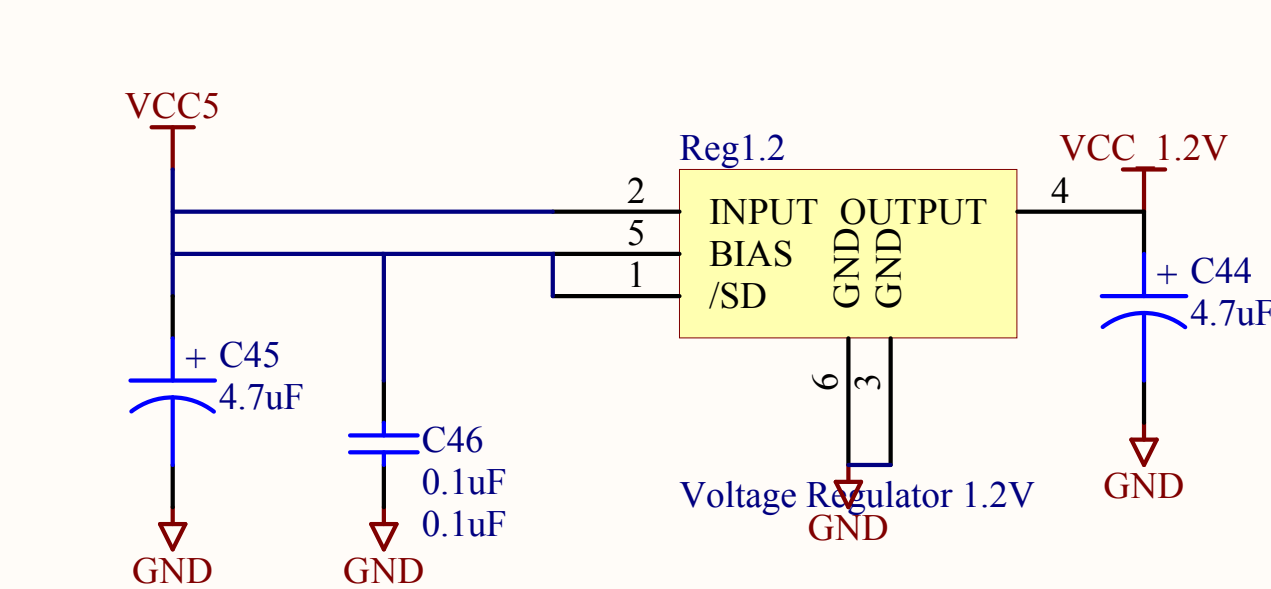 VCC5
Reg1.2
VCC_1.2V
2
INPUT
OUTPUT
4
5
BIAS
1
/SD
GND
GND
+ C44
4.7uF
+ C45
4.7uF
6
3
C46
0.1uF
0.1uF
Voltage Regulator 1.2V
GND
GND
GND
GND